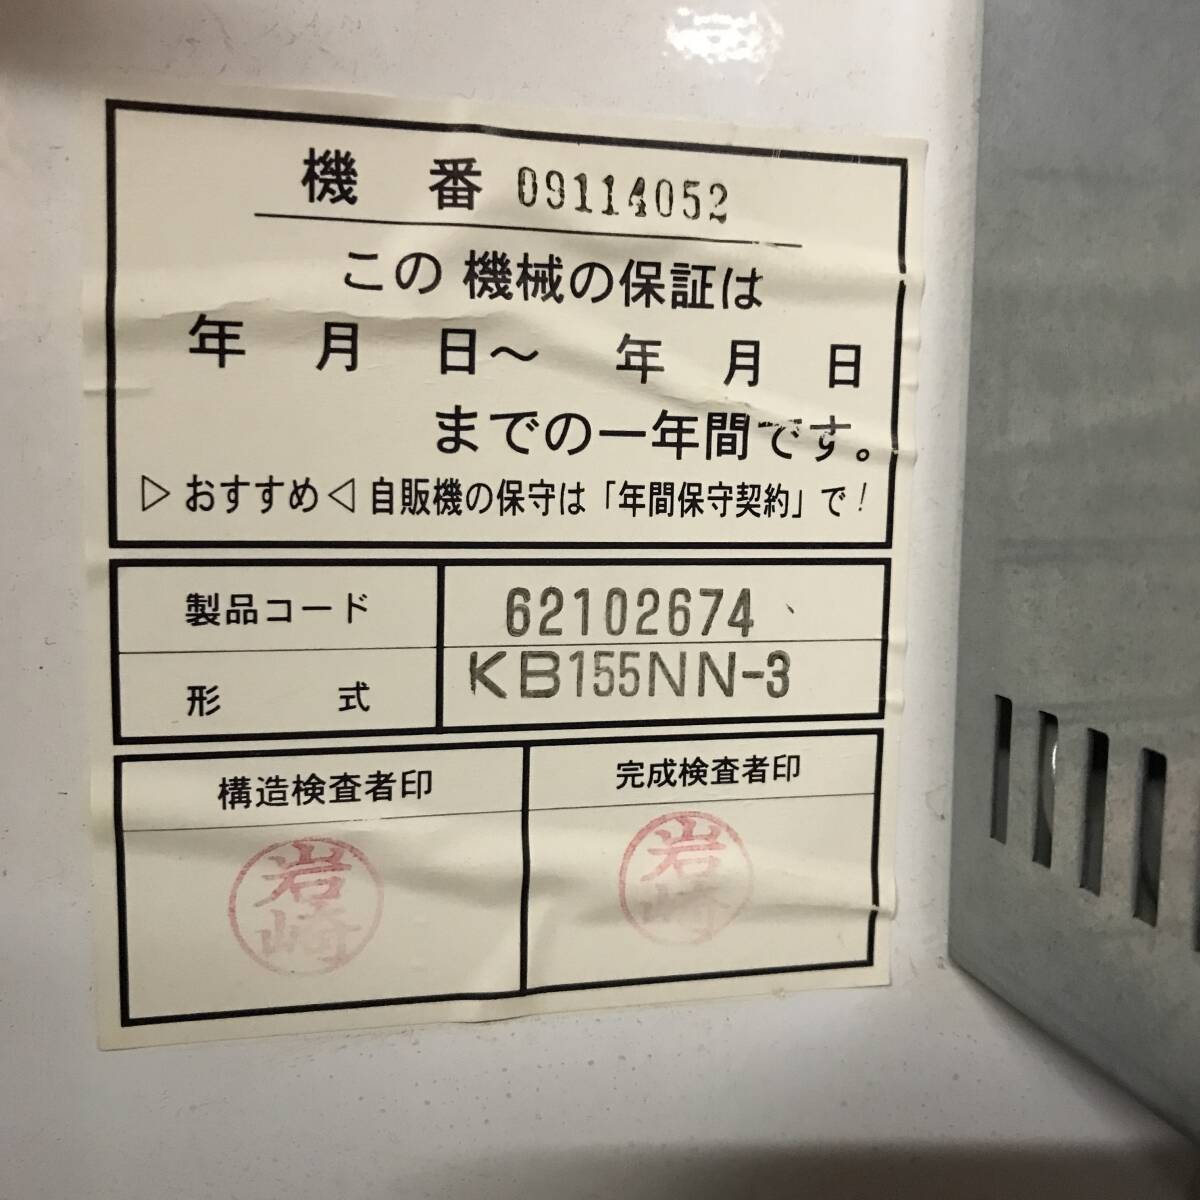 機 番 09114052
この機械の保証は
年 月 日～ 年 月 日
までの一年間です。
▷おすすめ◁自販機の保守は「年間保守契約」で!
製品コード 62102674
形 式 KB155NN-3
構造検査者印 完成検査者印
岩崎 岩崎